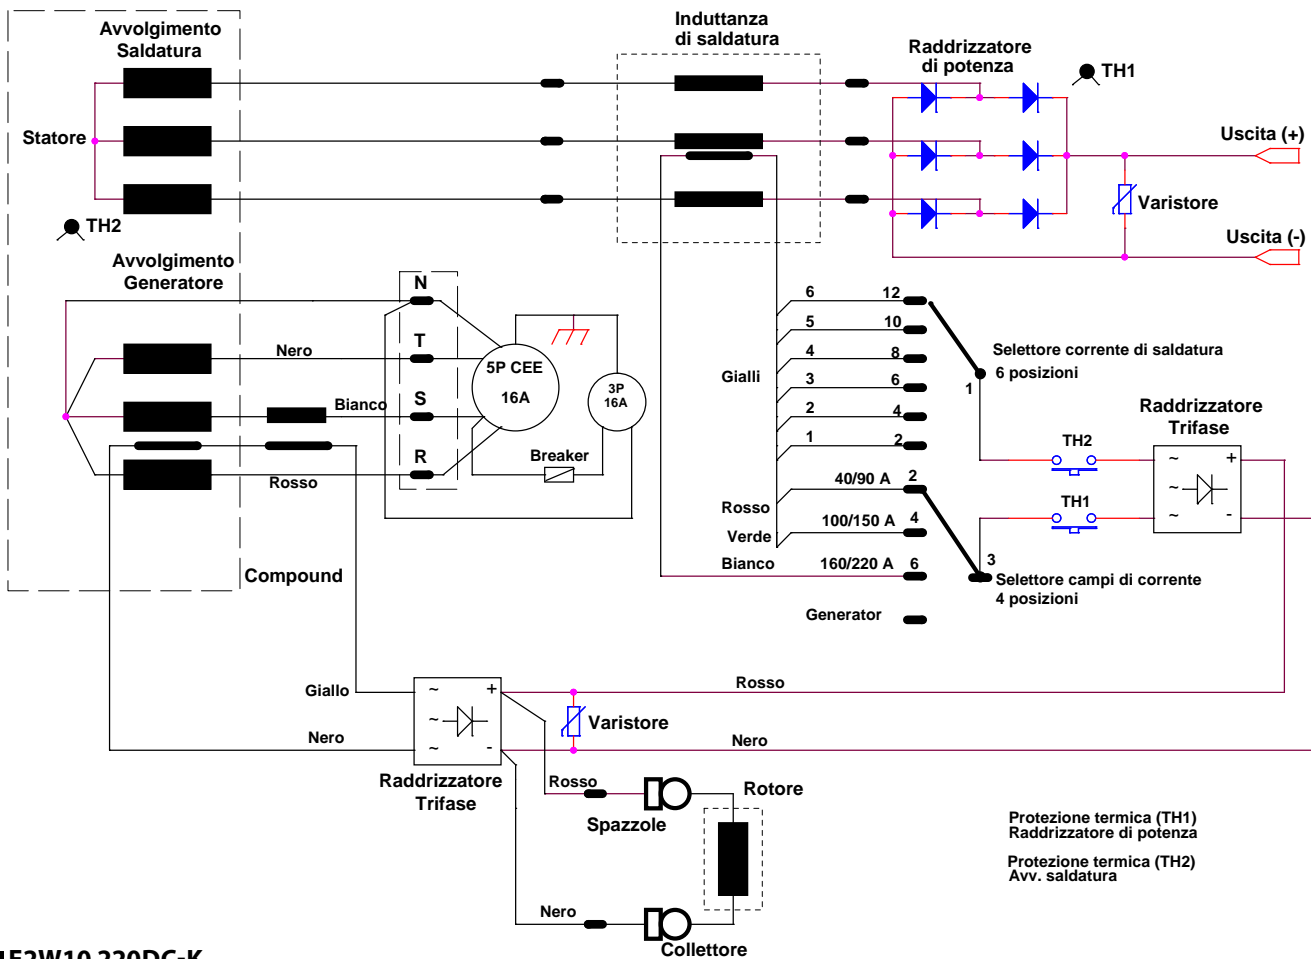 Avvolgimento
Saldatura
Induttanza
di saldatura
Raddrizzatore
di potenza
TH1
Statore
Uscita (+)
Varistore
TH2
Uscita (-)
Avvolgimento
Generatore
N
6
12
5
10
T
Nero
4
8
Selettore corrente di saldatura
6 posizioni
5P CEE
16A
3P
16A
Gialli
3
6
1
S
Bianco
2
4
Raddrizzatore
Trifase
1
2
TH2
R
Breaker
Rosso
~
+
40/90 A
2
~
Rosso
TH1
~
-
100/150 A
4
Verde
Bianco
160/220 A
6
3
Compound
Selettore campi di corrente
4 posizioni
Generator
Giallo
~
+
Rosso
~
Varistore
Nero
~
-
Nero
Raddrizzatore
Trifase
Rosso
Rotore
Spazzole
Protezione termica (TH1)
Raddrizzatore di potenza
Protezione termica (TH2)
Avv. saldatura
Nero
Collettore